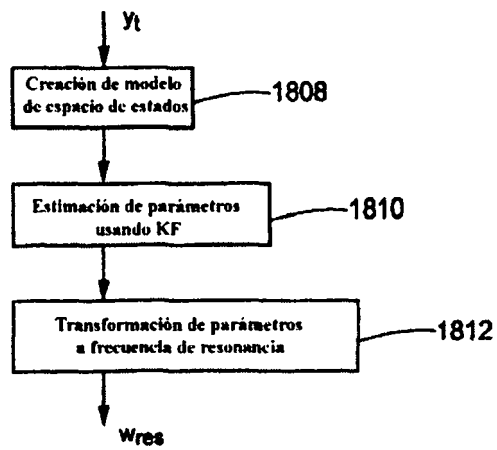 yt
Creación de modelo
de espacio de estados
1808
Estimación de parámetros
usando KF
1810
Transformación de parámetros
a frecuencia de resonancia
1812
wres